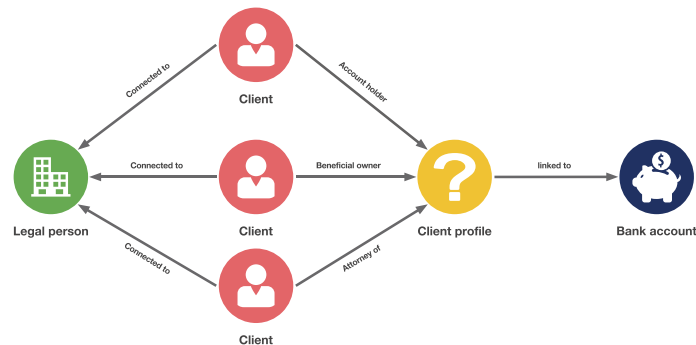 Connected to
Account holder
Client
Connected to
Beneficial owner
linked to
Legal person
Client
Client profile
Bank account
Connected to
Attorney of
Client
$
?